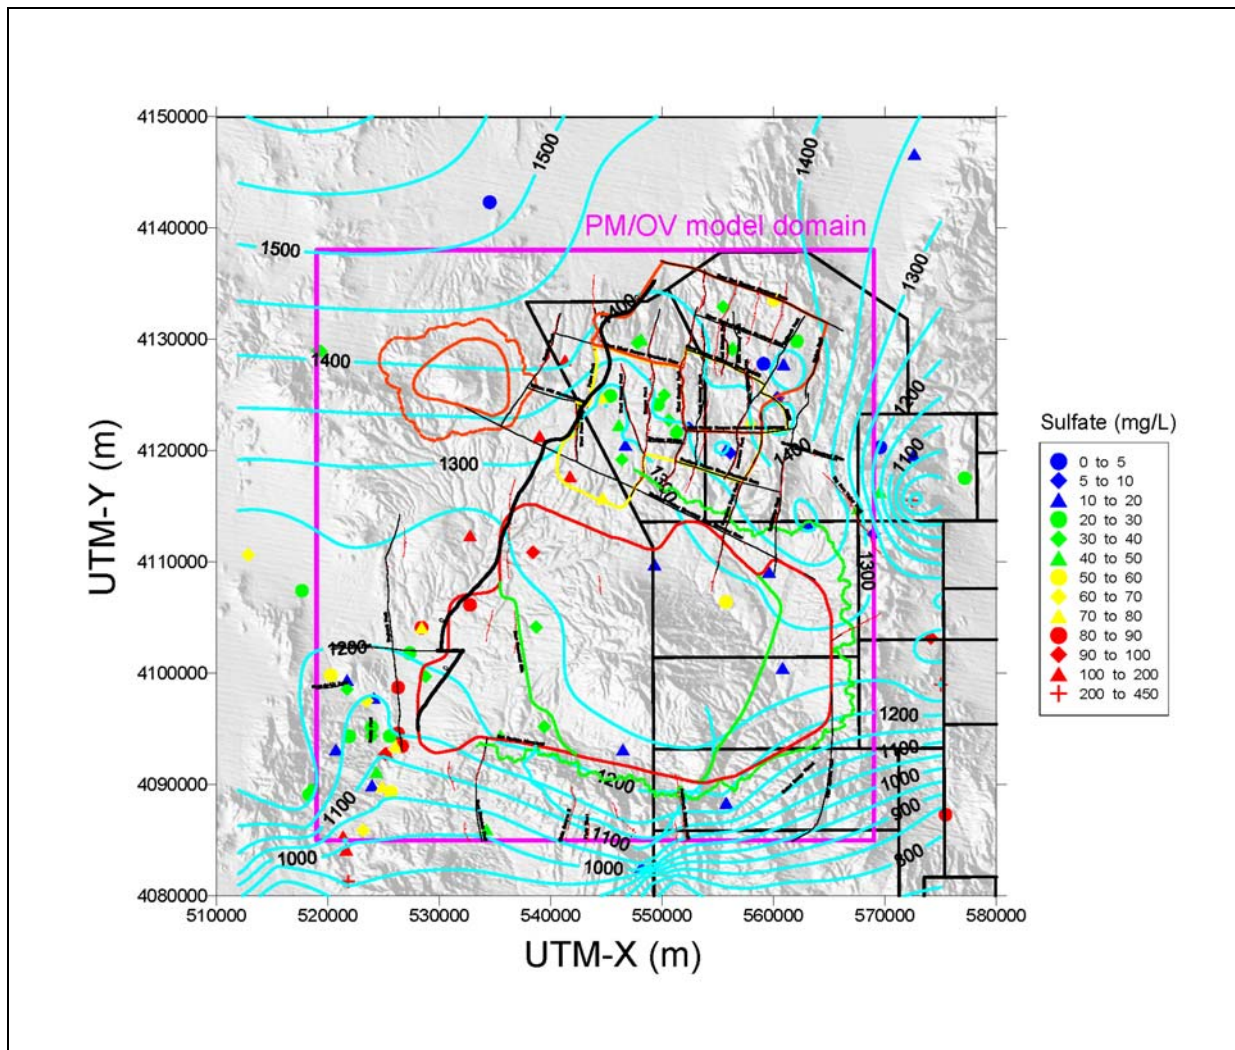 4150000
4140000
4130000
4120000
4110000
4100000
4090000
4080000
UTM-Y (m)
510000 520000 530000 540000 550000 560000 570000 580000
UTM-X (m)
PM/OV model domain
1500
1400
1500
1300
1400
1200
1300
1100
1400
1300
1300
1200
1200
1100
1000
900
800
1200
1100
1100
1000
1000
Sulfate (mg/L)
0 to 5
5 to 10
10 to 20
20 to 30
30 to 40
40 to 50
50 to 60
60 to 70
70 to 80
80 to 90
90 to 100
100 to 200
200 to 450